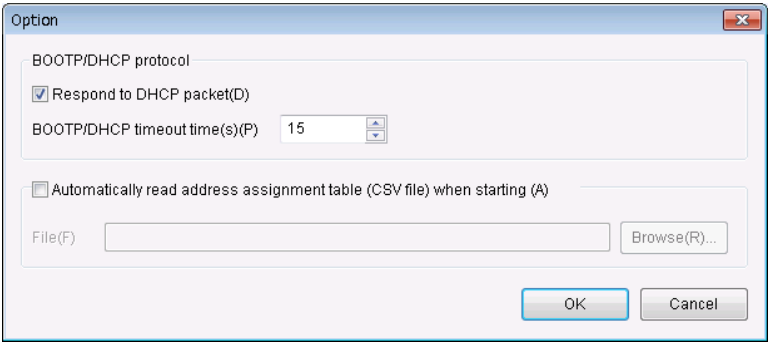 Option
BOOTP/DHCP protocol
Respond to DHCP packet(D)
BOOTP/DHCP timeout time(s)(P) 15
Automatically read address assignment table (CSV file) when starting (A)
File(F) Browse(R)...
OK Cancel